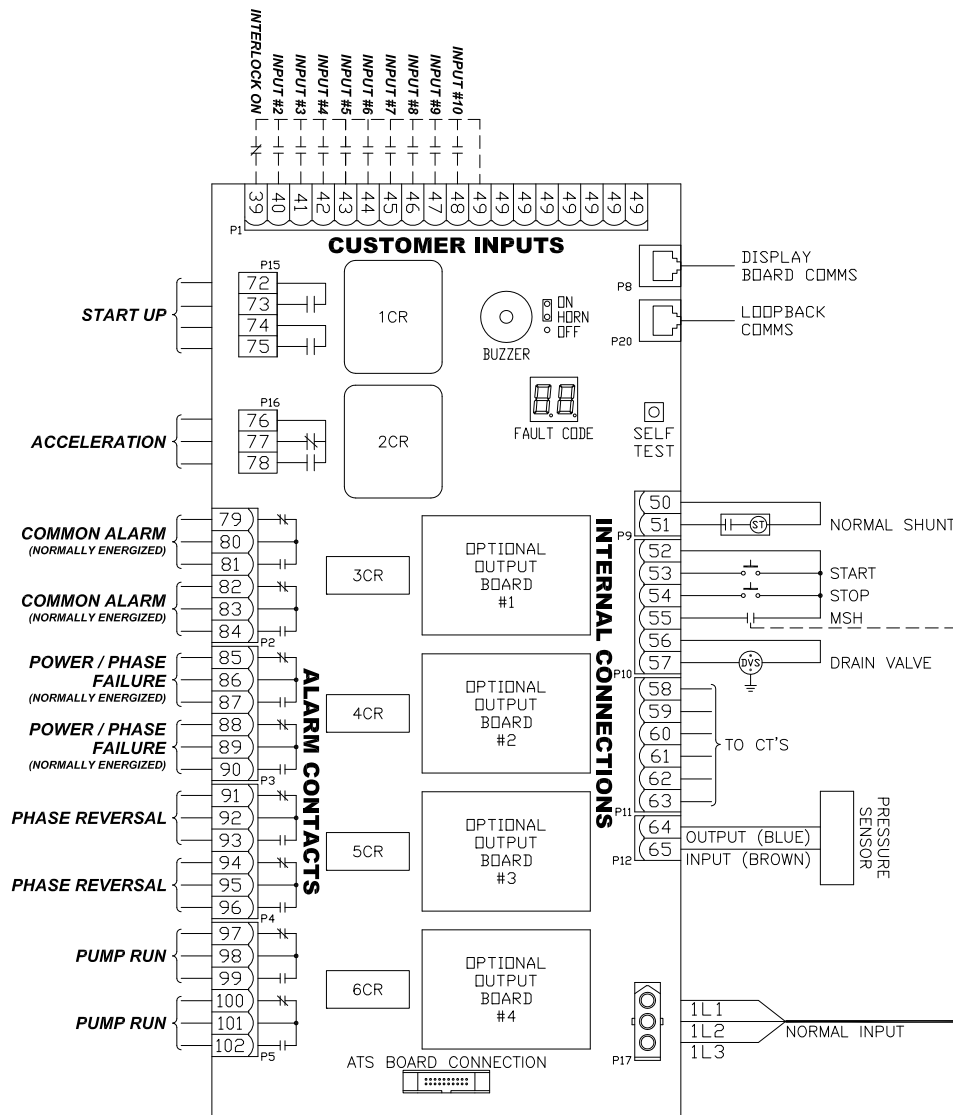 INTERLOCK ON
INPUT #2
INPUT #3
INPUT #4
INPUT #5
INPUT #6
INPUT #7
INPUT #8
INPUT #9
INPUT #10
39 40 41 42 43 44 45 46 47 48 49 49 49 49 49 49 49 49
P1
CUSTOMER INPUTS
START UP
P15
72
73
74
75
1CR
BUZZER
ON
HORN
OFF
P8
DISPLAY
BOARD COMMS
P20
LOOPBACK
COMMS
ACCELERATION
P16
76
77
78
2CR
88
FAULT CODE
SELF
TEST
COMMON ALARM
(NORMALLY ENERGIZED)
79
80
81
COMMON ALARM
(NORMALLY ENERGIZED)
82
83
84
P2
POWER / PHASE
FAILURE
(NORMALLY ENERGIZED)
85
86
87
POWER / PHASE
FAILURE
(NORMALLY ENERGIZED)
88
89
90
P3
PHASE REVERSAL
91
92
93
PHASE REVERSAL
94
95
96
P4
PUMP RUN
97
98
99
PUMP RUN
100
101
102
P5
ALARM CONTACTS
3CR
4CR
5CR
6CR
OPTIONAL
OUTPUT
BOARD
#1
OPTIONAL
OUTPUT
BOARD
#2
OPTIONAL
OUTPUT
BOARD
#3
OPTIONAL
OUTPUT
BOARD
#4
ATS BOARD CONNECTION
INTERNAL CONNECTIONS
50
51
P9
ST
NORMAL SHUNT
52
53
START
54
STOP
55
MSH
56
57
P10
DVS
DRAIN VALVE
58
59
60
61
62
63
P11
TO CT'S
64
65
P12
OUTPUT (BLUE)
INPUT (BROWN)
PRESSURE
SENSOR
P17
1L1
1L2
1L3
NORMAL INPUT